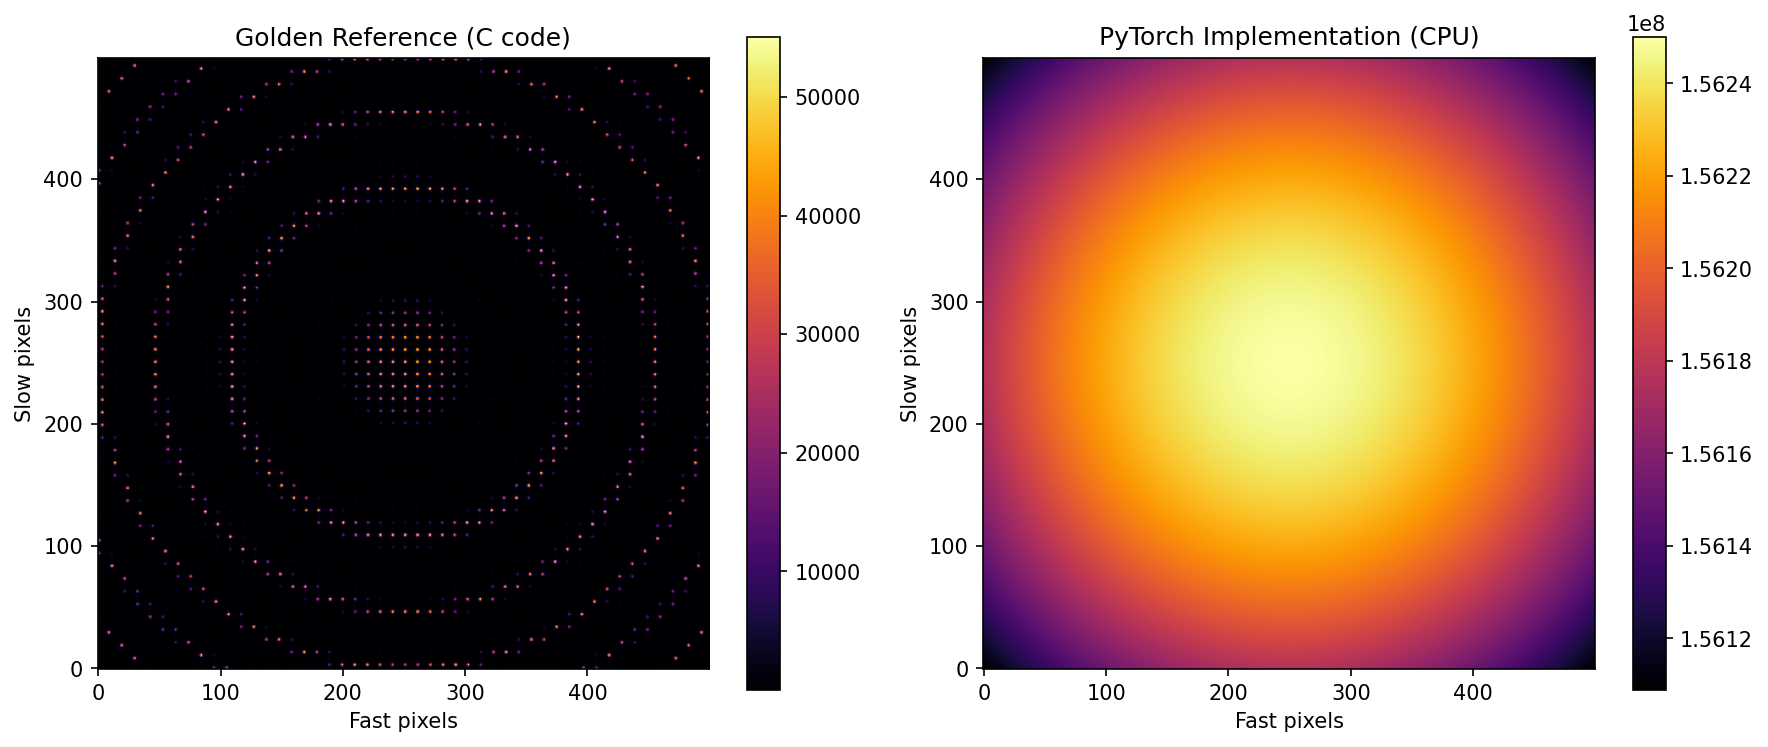 Golden Reference (C code)
Slow pixels
400
300
200
100
0
0 100 200 300 400
Fast pixels
50000
40000
30000
20000
10000
PyTorch Implementation (CPU)
Slow pixels
400
300
200
100
0
0 100 200 300 400
Fast pixels
1e8
1.5624
1.5622
1.5620
1.5618
1.5616
1.5614
1.5612